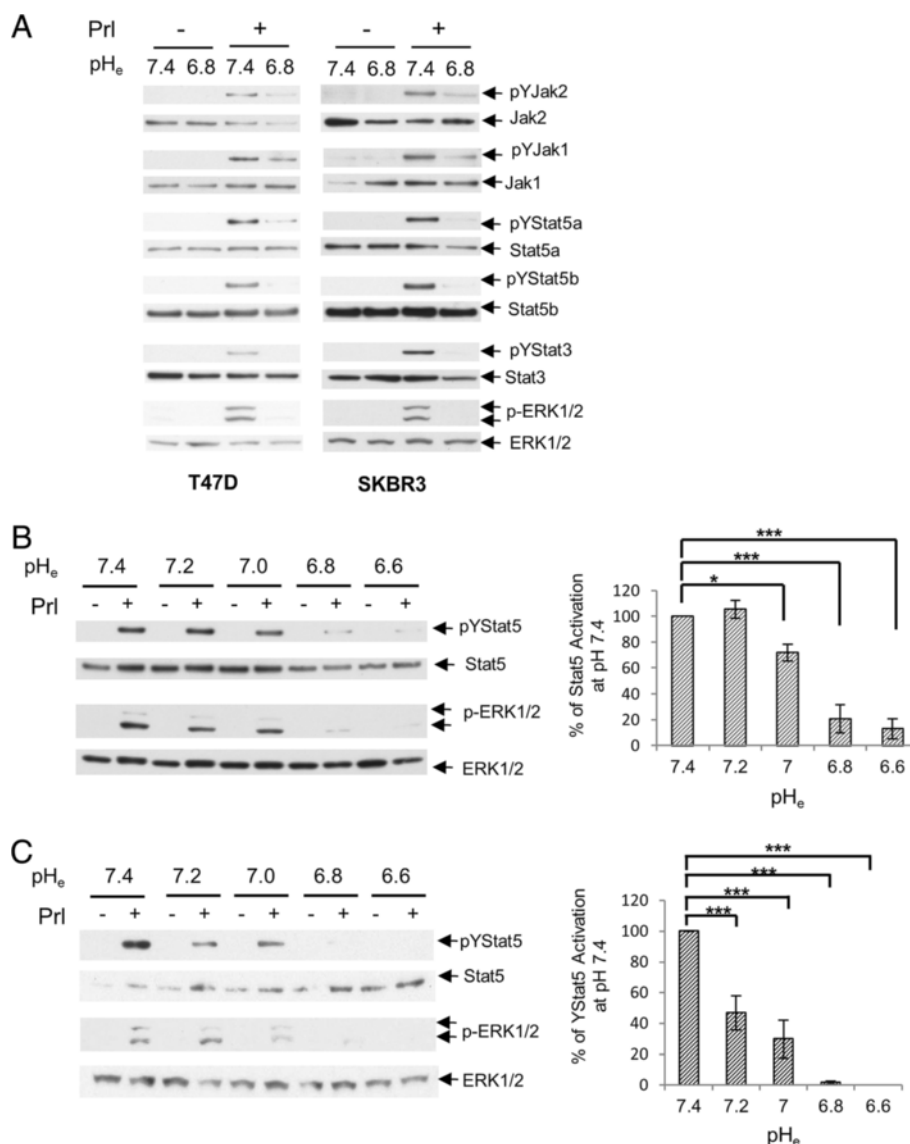 A
Prl - + - +
pHe 7.4 6.8 7.4 6.8 7.4 6.8 7.4 6.8
pYJak2
Jak2
pYJak1
Jak1
pYStat5a
Stat5a
pYStat5b
Stat5b
pYStat3
Stat3
p-ERK1/2
ERK1/2
T47D SKBR3
B
pHe 7.4 7.2 7.0 6.8 6.6
Prl - + - + - + - + - +
pYStat5
Stat5
p-ERK1/2
ERK1/2
***
***
*
% of Stat5 Activation
at pH 7.4
120
100
80
60
40
20
0
7.4 7.2 7 6.8 6.6
pHe
C
pHe 7.4 7.2 7.0 6.8 6.6
Prl - + - + - + - + - +
pYStat5
Stat5
p-ERK1/2
ERK1/2
***
***
***
***
% of YStat5 Activation
at pH 7.4
120
100
80
60
40
20
0
7.4 7.2 7 6.8 6.6
pHe